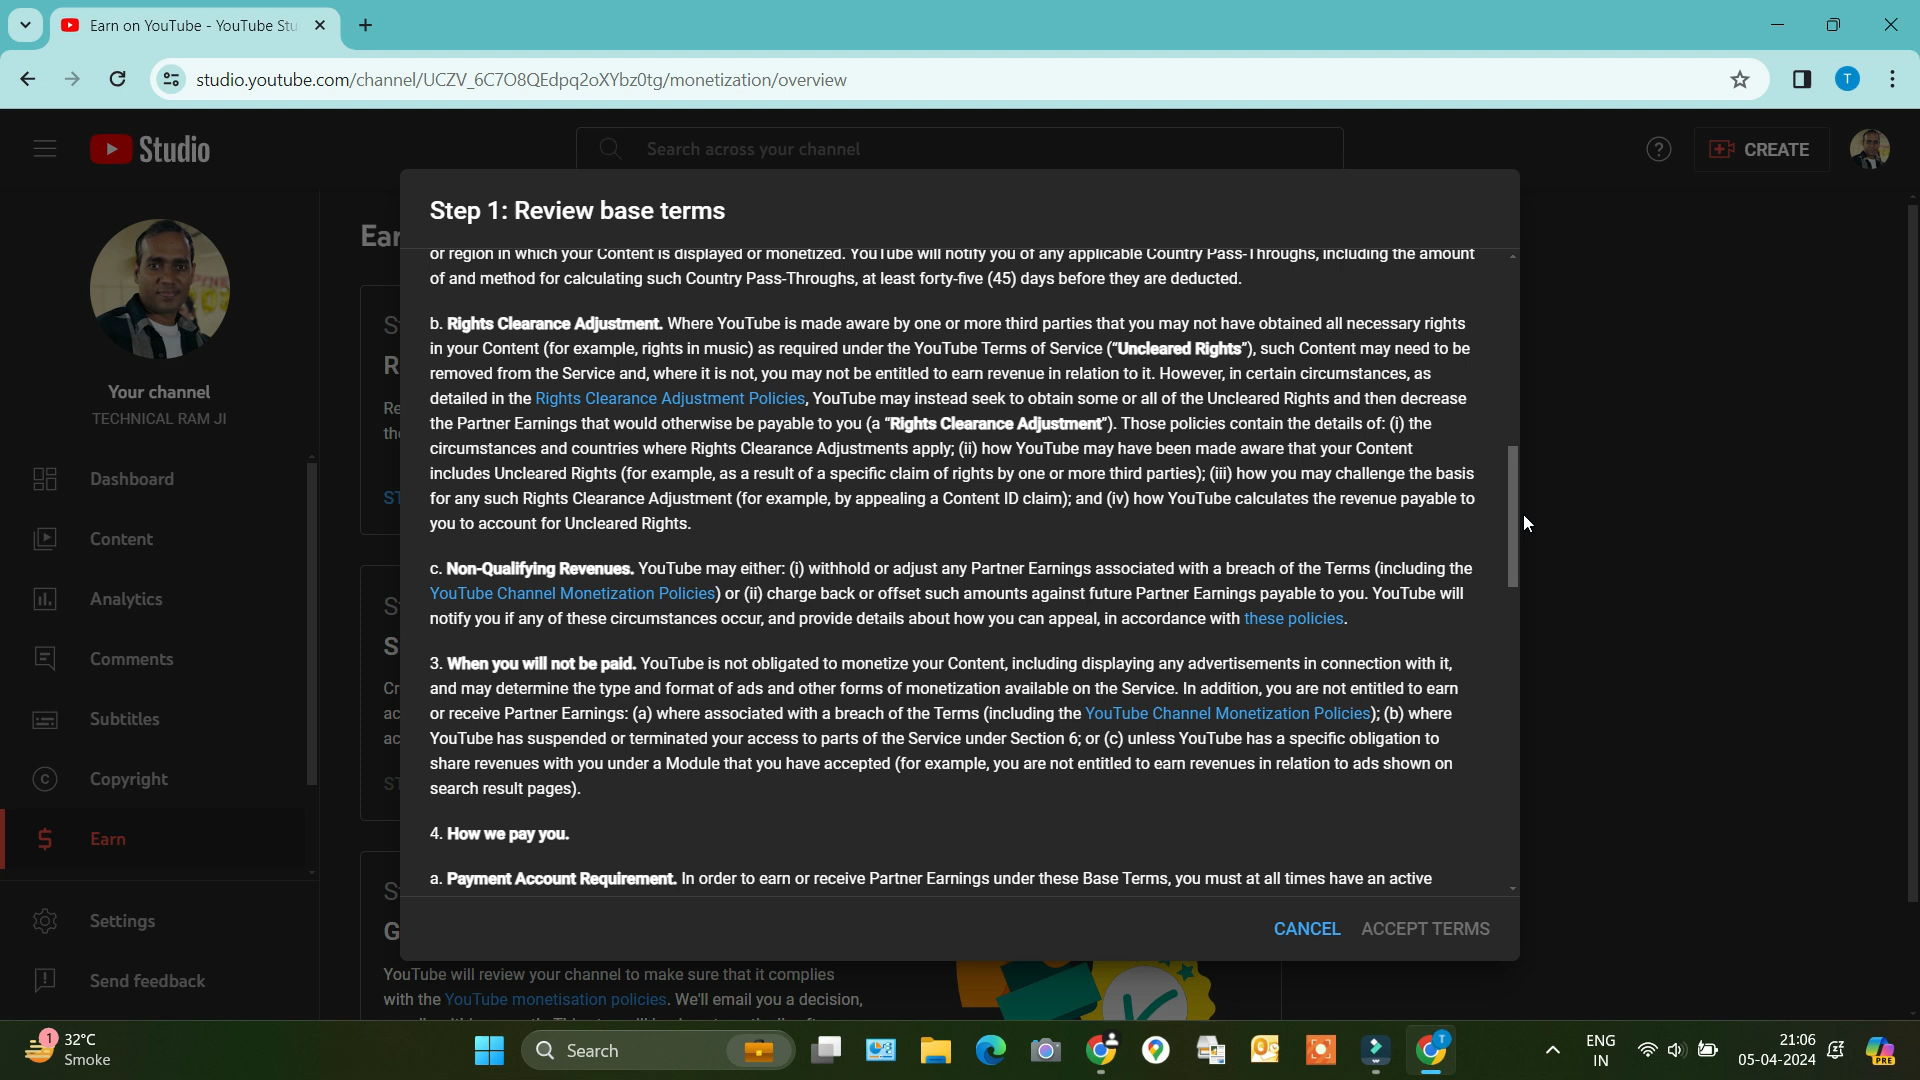 Earn on YouTube - YouTube Stu
studio.youtube.com/channel/UCZV_6C7O8QEdpq2oXYbz0tg/monetization/overview
T
Studio
Search across your channel
CREATE
Your channel
TECHNICAL RAM JI
Dashboard
Content
Analytics
Comments
Subtitles
Copyright
Earn
Settings
Send feedback
Step 1: Review base terms
or region in which your Content is displayed or monetized. YouTube will notify you of any applicable Country Pass-Throughs, including the amount
of and method for calculating such Country Pass-Throughs, at least forty-five (45) days before they are deducted.
b. Rights Clearance Adjustment. Where YouTube is made aware by one or more third parties that you may not have obtained all necessary rights
in your Content (for example, rights in music) as required under the YouTube Terms of Service (“Uncleared Rights”), such Content may need to be
removed from the Service and, where it is not, you may not be entitled to earn revenue in relation to it. However, in certain circumstances, as
detailed in the Rights Clearance Adjustment Policies, YouTube may instead seek to obtain some or all of the Uncleared Rights and then decrease
the Partner Earnings that would otherwise be payable to you (a “Rights Clearance Adjustment”). Those policies contain the details of: (i) the
circumstances and countries where Rights Clearance Adjustments apply; (ii) how YouTube may have been made aware that your Content
includes Uncleared Rights (for example, as a result of a specific claim of rights by one or more third parties); (iii) how you may challenge the basis
for any such Rights Clearance Adjustment (for example, by appealing a Content ID claim); and (iv) how YouTube calculates the revenue payable to
you to account for Uncleared Rights.
c. Non-Qualifying Revenues. YouTube may either: (i) withhold or adjust any Partner Earnings associated with a breach of the Terms (including the
YouTube Channel Monetization Policies) or (ii) charge back or offset such amounts against future Partner Earnings payable to you. YouTube will
notify you if any of these circumstances occur, and provide details about how you can appeal, in accordance with these policies.
3. When you will not be paid. YouTube is not obligated to monetize your Content, including displaying any advertisements in connection with it,
and may determine the type and format of ads and other forms of monetization available on the Service. In addition, you are not entitled to earn
or receive Partner Earnings: (a) where associated with a breach of the Terms (including the YouTube Channel Monetization Policies); (b) where
YouTube has suspended or terminated your access to parts of the Service under Section 6; or (c) unless YouTube has a specific obligation to
share revenues with you under a Module that you have accepted (for example, you are not entitled to earn revenues in relation to ads shown on
search result pages).
4. How we pay you.
a. Payment Account Requirement. In order to earn or receive Partner Earnings under these Base Terms, you must at all times have an active
CANCEL ACCEPT TERMS
YouTube will review your channel to make sure that it complies
with the YouTube monetisation policies. We'll email you a decision,
1
32°C
Smoke
Search
T
ENG
IN
21:06
05-04-2024
PRE